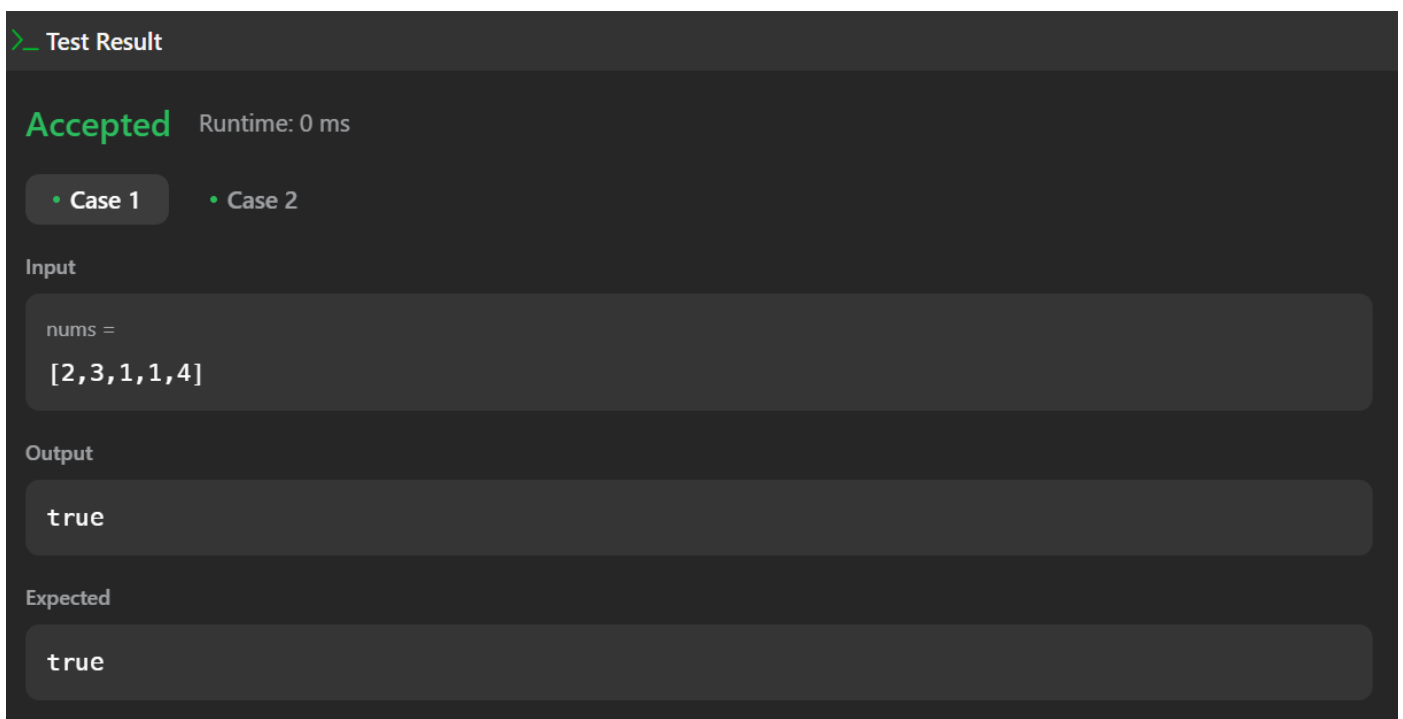 Test Result
Accepted Runtime: 0 ms
• Case 1 • Case 2
Input
nums =
[2,3,1,1,4]
Output
true
Expected
true